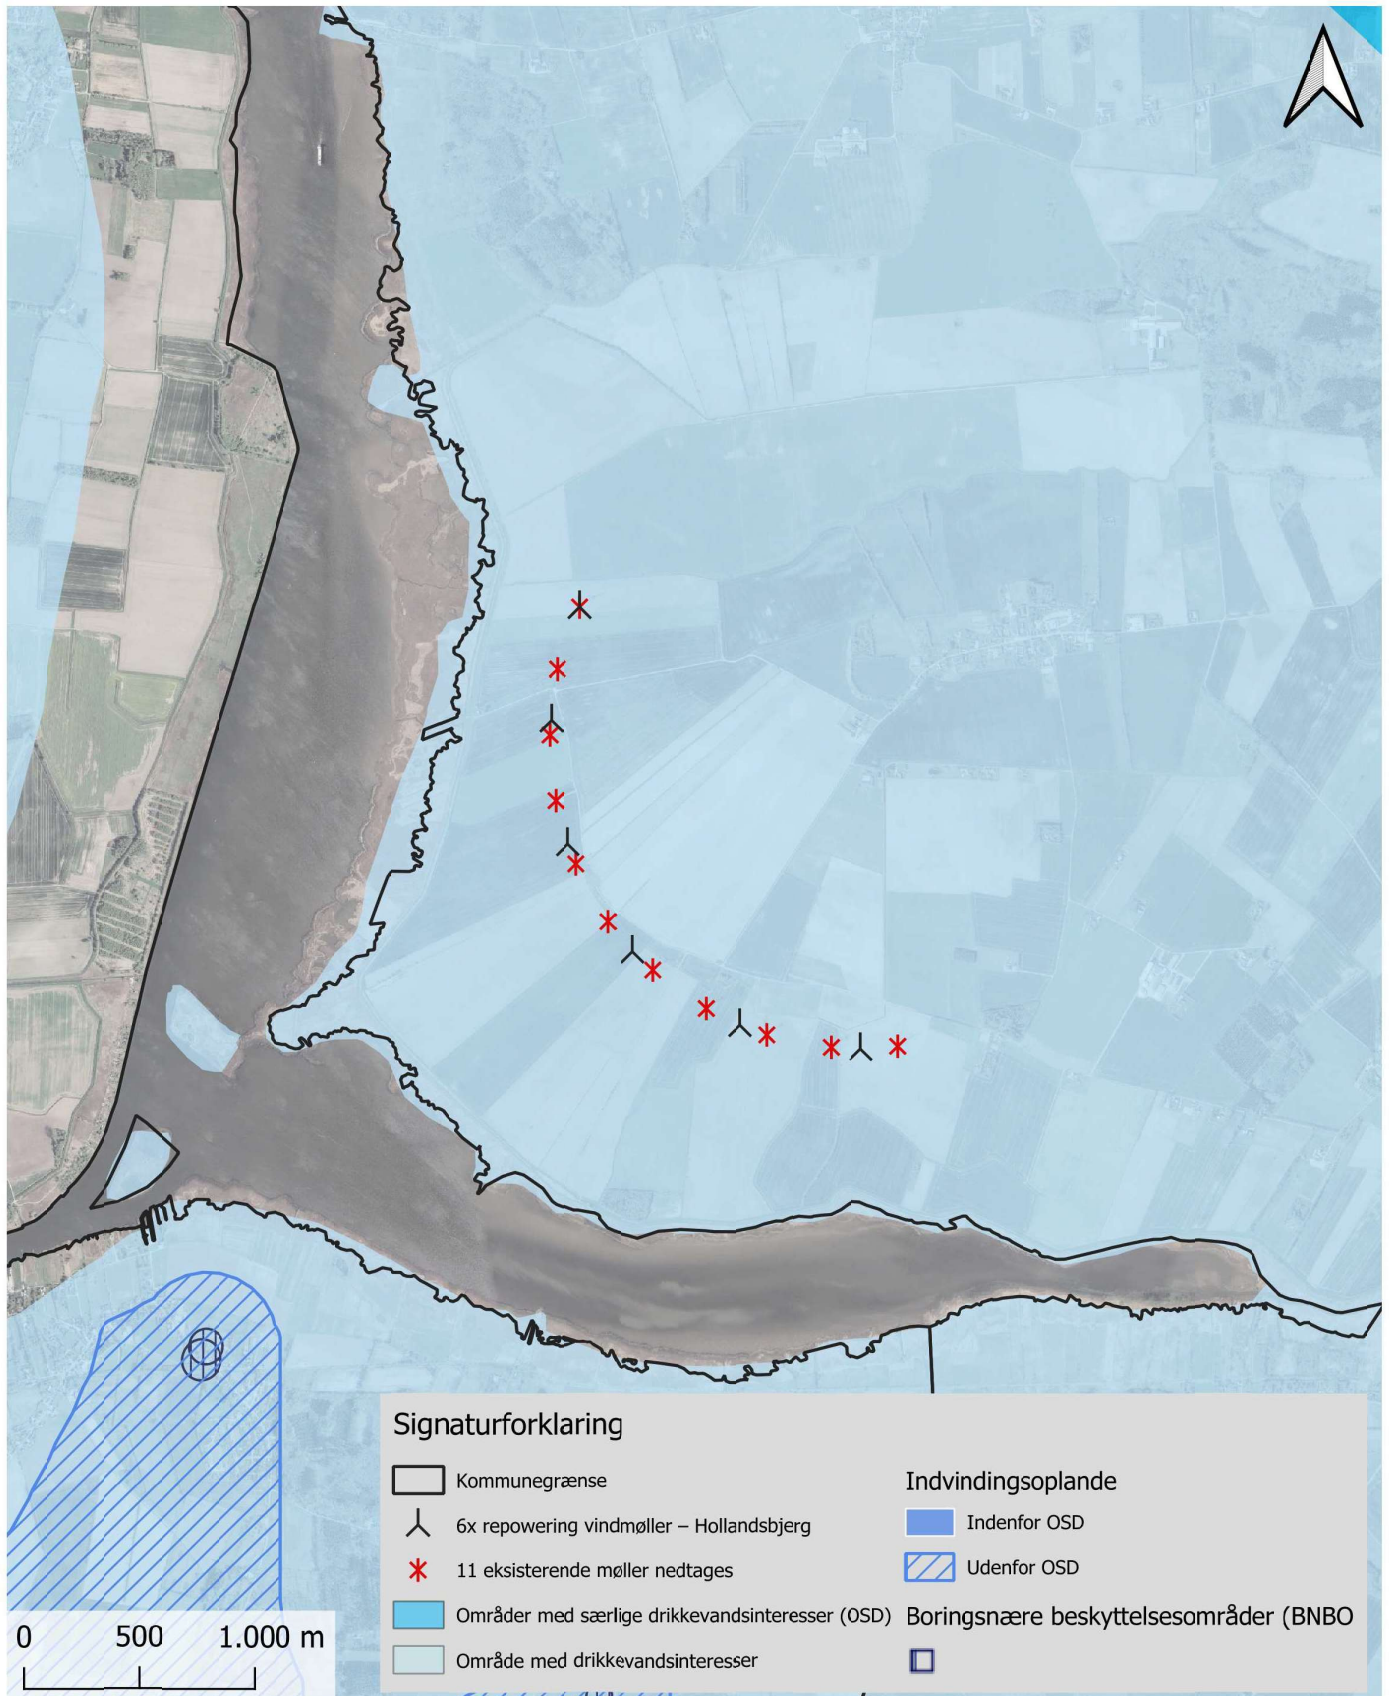 Signaturforklaring
Kommunegrænse
6x repowering vindmøller – Hollandsbjerg
11 eksisterende møller nedtages
Områder med særlige drikkevandsinteresser (OSD)
Område med drikkevandsinteresser
Indvindingsoplande
Indenfor OSD
Udenfor OSD
Boringsnære beskyttelsesområder (BNBO
0 500 1.000 m